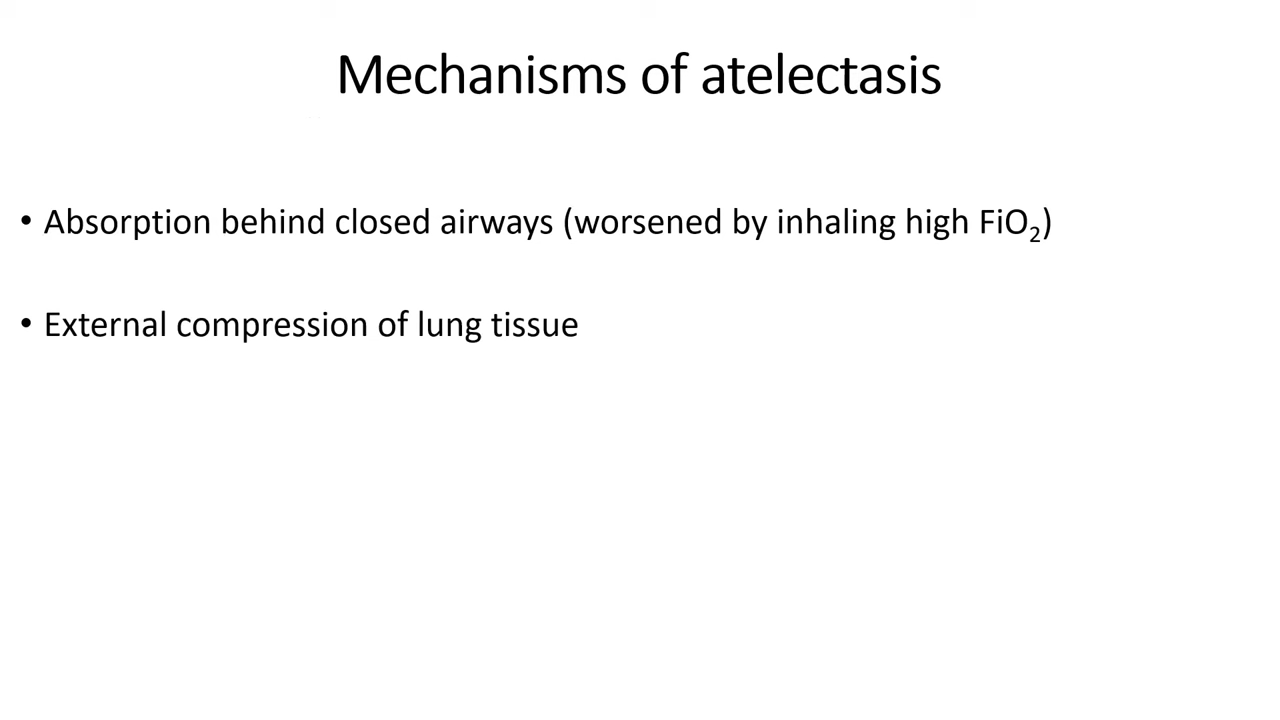 Mechanisms of atelectasis
• Absorption behind closed airways (worsened by inhaling high FiO₂)
• External compression of lung tissue